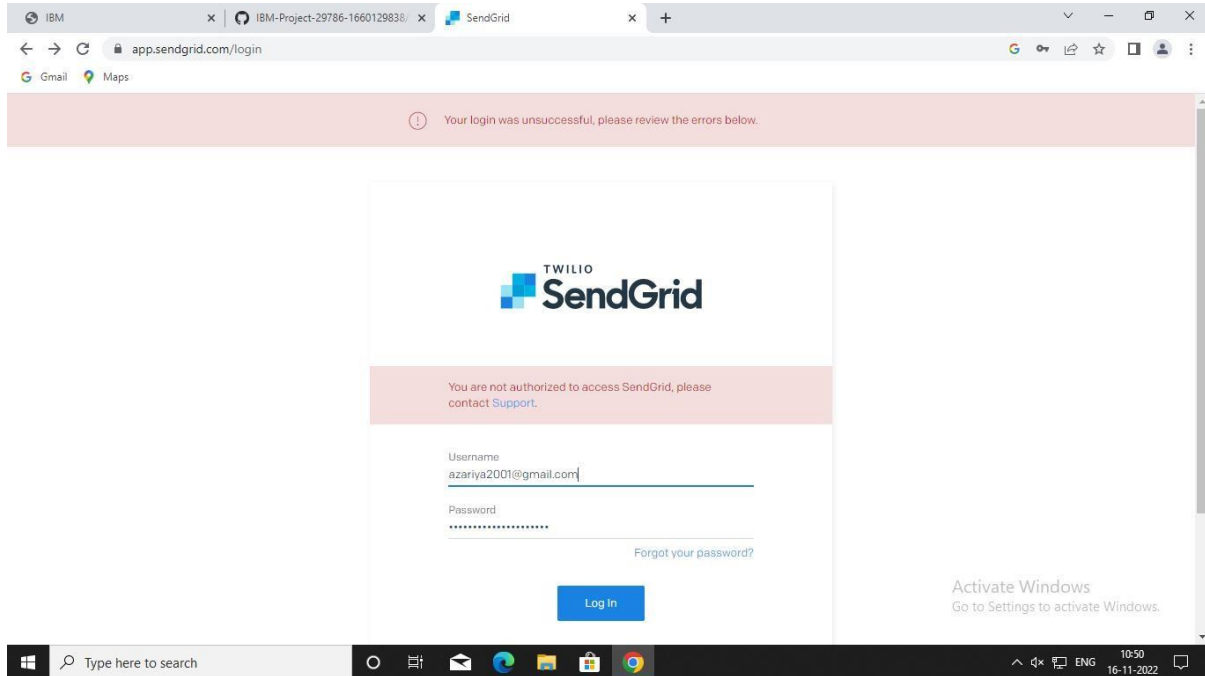 IBM
IBM-Project-29786-1660129838/
SendGrid
app.sendgrid.com/login
Gmail
Maps
Your login was unsuccessful, please review the errors below.
TWILIO
SendGrid
You are not authorized to access SendGrid, please
contact Support.
Username
azariya2001@gmail.com
Password
Forgot your password?
Log In
Activate Windows
Go to Settings to activate Windows.
Type here to search
ENG
10:50
16-11-2022